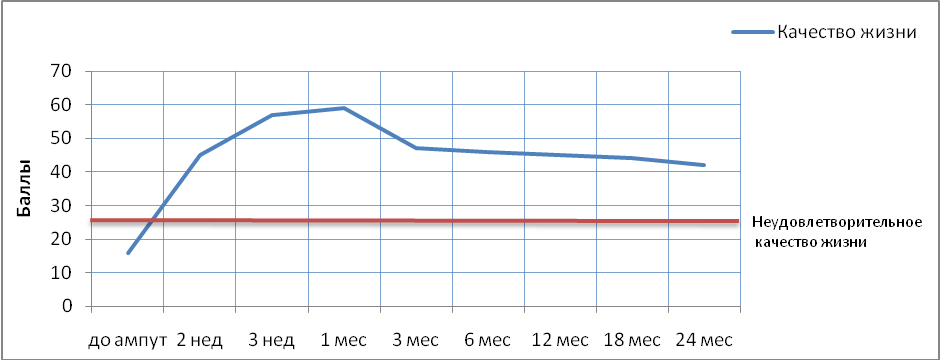 Качество жизни
70
60
50
40
30
20
10
0
Баллы
Неудовлетворительное
качество жизни
до ампут 2 нед 3 нед 1 мес 3 мес 6 мес 12 мес 18 мес 24 мес